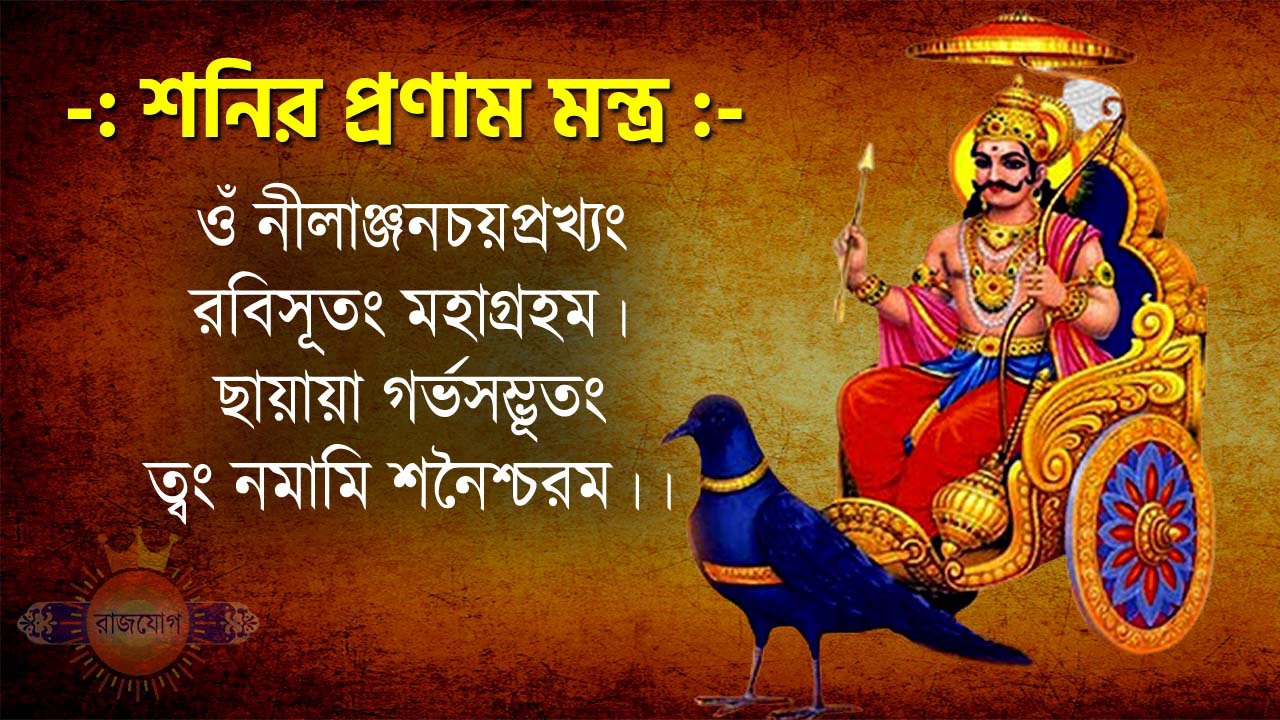 -: শনির প্রণাম মন্ত্র :-
ওঁ নীলাঞ্জনচয়প্রখ্যং
রবিসূতং মহাগ্রহম।
ছায়ায়া গর্ভসম্ভূতং
ত্বং নমামি শনৈশ্চরম।।
রাজযোগ